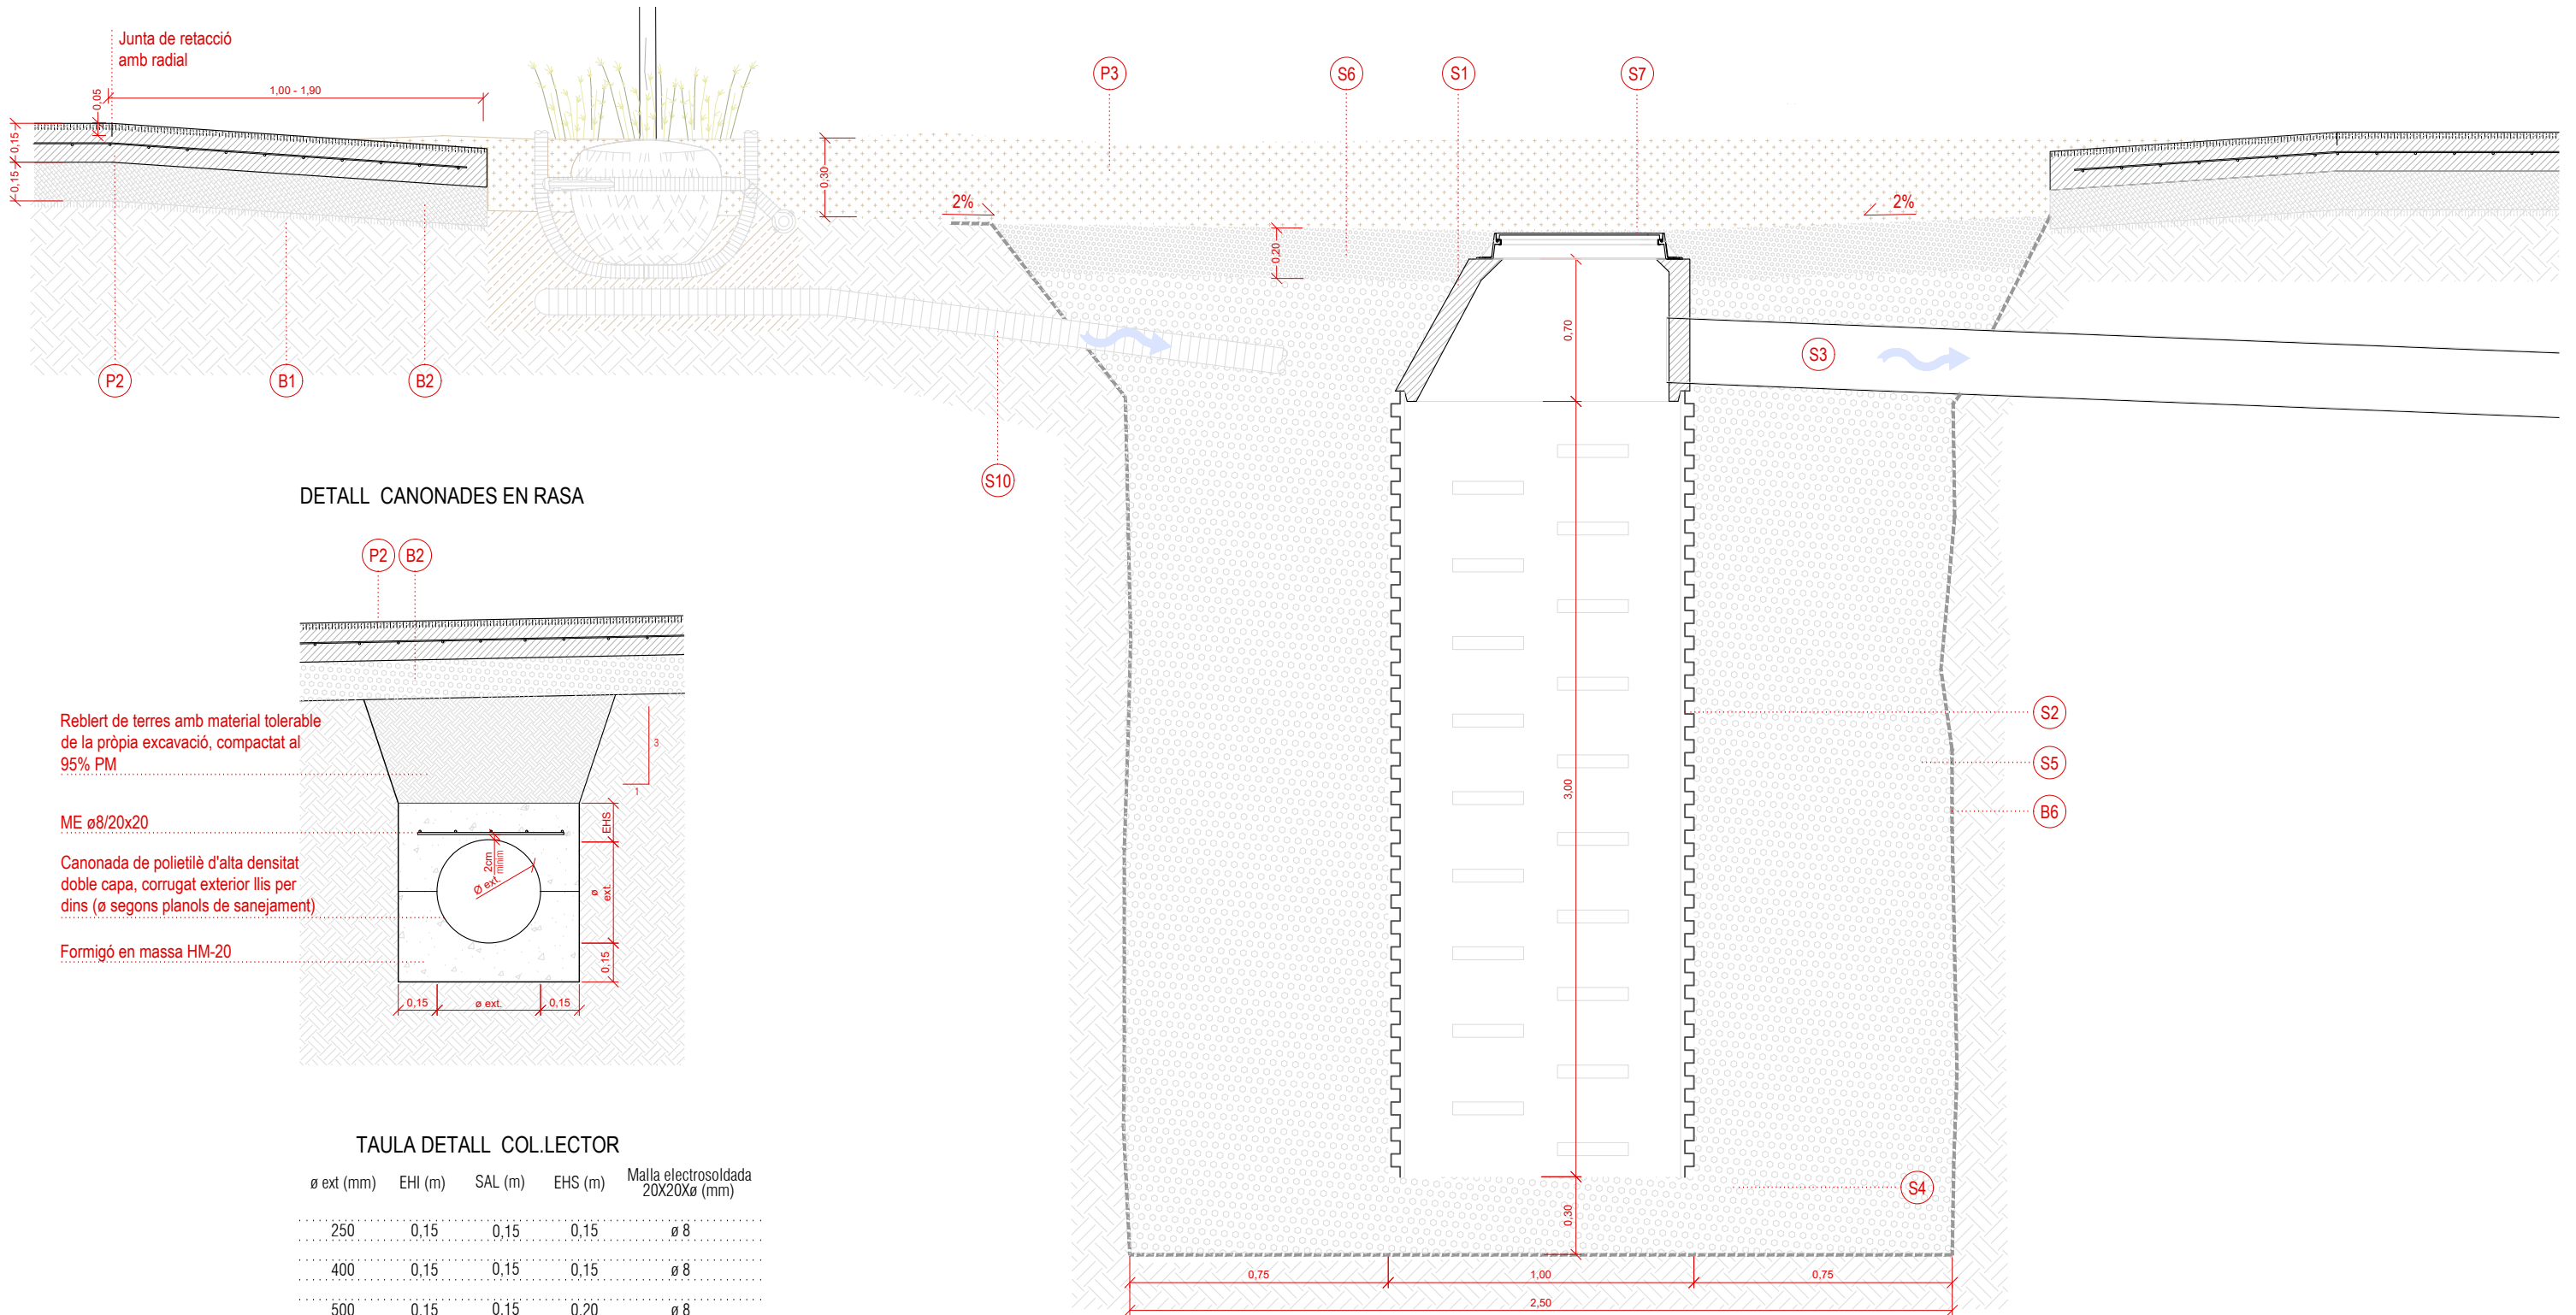 Junta de retacció
amb radial
1,00 - 1,90
0,05
0,15
0,15
0,30
P3
S6
S1
S7
2%
2%
0,20
0,70
S3
P2
B1
B2
S10
DETALL CANONADES EN RASA
P2
B2
Reblert de terres amb material tolerable
de la pròpia excavació, compactat al
95% PM
3
1
ME ø8/20x20
EHS
2cm
mínim
Ø ext.
Canonada de polietilè d'alta densitat
doble capa, corrugat exterior llis per
dins (ø segons planols de sanejament)
ø
ext.
Formigó en massa HM-20
0,15
0,15
ø ext.
0,15
3,00
S2
S5
B6
S4
0,30
0,75
1,00
0,75
2,50
TAULA DETALL COL.LECTOR
ø ext (mm) EHI (m) SAL (m) EHS (m) Malla electrosoldada
20X20Xø (mm)
250 0,15 0,15 0,15 ø 8
400 0,15 0,15 0,15 ø 8
500 0,15 0,15 0,20 ø 8